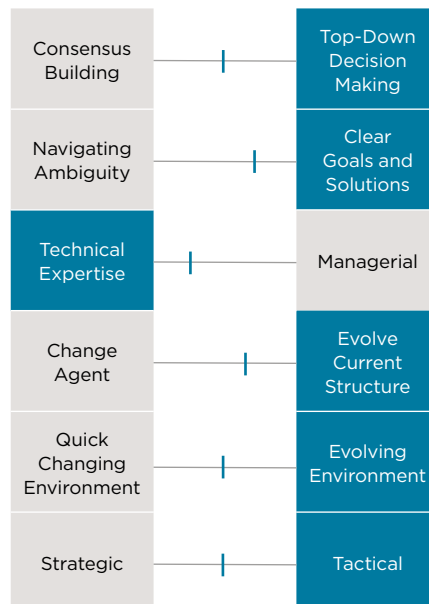 Consensus
Building
Top-Down
Decision
Making
Navigating
Ambiguity
Clear
Goals and
Solutions
Technical
Expertise
Managerial
Change
Agent
Evolve
Current
Structure
Quick
Changing
Environment
Evolving
Environment
Strategic
Tactical